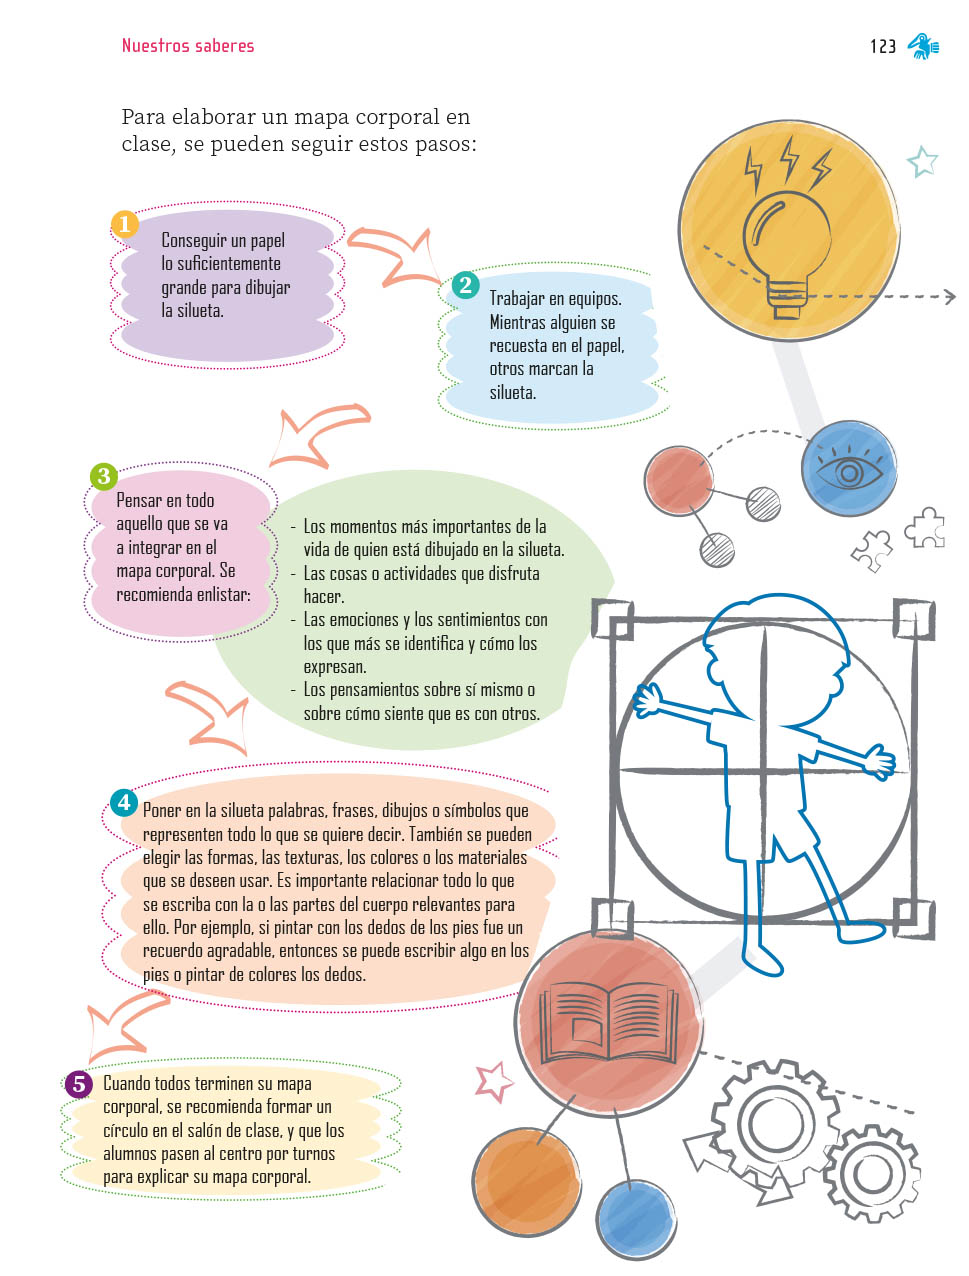 Nuestros saberes
123
Para elaborar un mapa corporal en
clase, se pueden seguir estos pasos:
1
Conseguir un papel
lo suficientemente
grande para dibujar
la silueta.
2
Trabajar en equipos.
Mientras alguien se
recuesta en el papel,
otros marcan la
silueta.
3
Pensar en todo
aquello que se va
a integrar en el
mapa corporal. Se
recomienda enlistar:
- Los momentos más importantes de la
vida de quien está dibujado en la silueta.
- Las cosas o actividades que disfruta
hacer.
- Las emociones y los sentimientos con
los que más se identifica y cómo los
expresan.
- Los pensamientos sobre sí mismo o
sobre cómo siente que es con otros.
4
Poner en la silueta palabras, frases, dibujos o símbolos que
representen todo lo que se quiere decir. También se pueden
elegir las formas, las texturas, los colores o los materiales
que se deseen usar. Es importante relacionar todo lo que
se escriba con la o las partes del cuerpo relevantes para
ello. Por ejemplo, si pintar con los dedos de los pies fue un
recuerdo agradable, entonces se puede escribir algo en los
pies o pintar de colores los dedos.
5
Cuando todos terminen su mapa
corporal, se recomienda formar un
círculo en el salón de clase, y que los
alumnos pasen al centro por turnos
para explicar su mapa corporal.